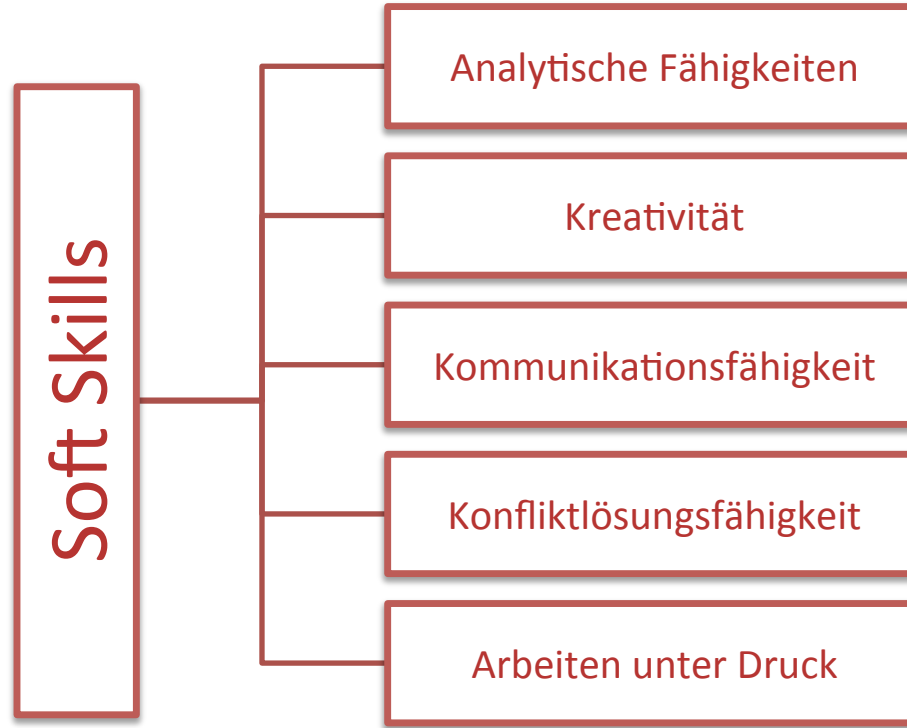 Soft Skills
Analytische Fähigkeiten
Kreativität
Kommunikationsfähigkeit
Konfliktlösungsfähigkeit
Arbeiten unter Druck